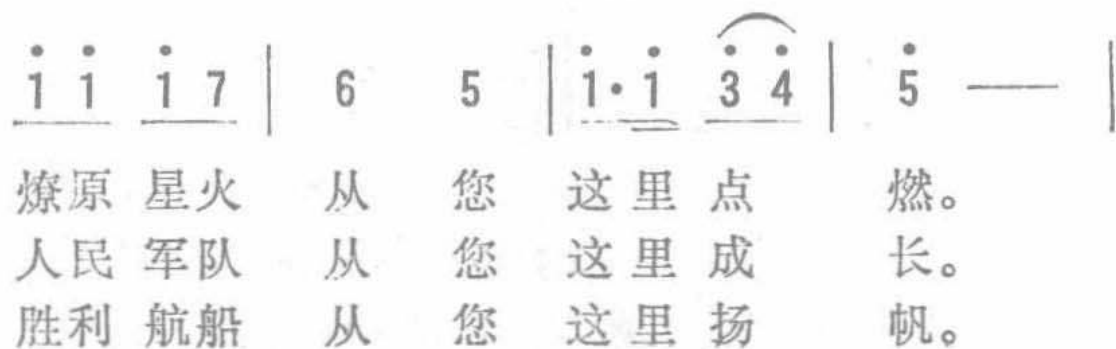 1 1 1 7 | 6 5 | 1· 1 3 4 | 5 — |
燎原 星火 从 您 这 里 点 燃。
人民 军队 从 您 这 里 成 长。
胜利 航船 从 您 这 里 扬 帆。